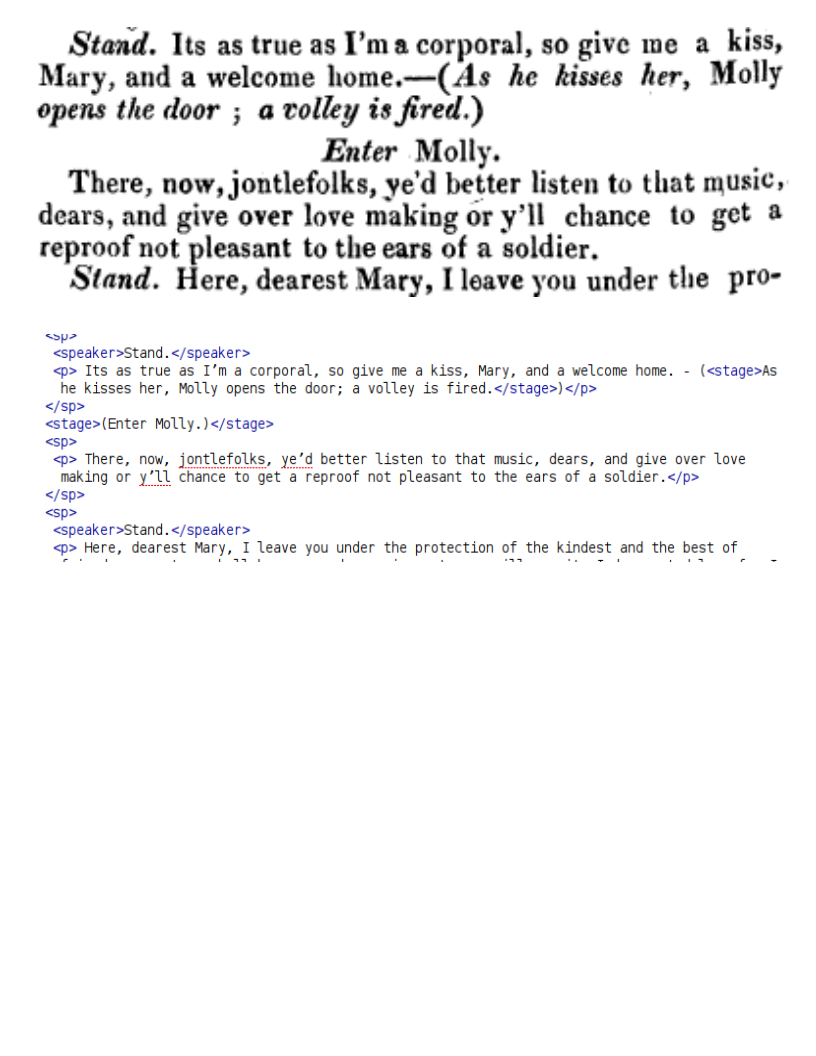 Stand. Its as true as I'm a corporal, so give me a kiss,
Mary, and a welcome home.—(As he kisses her, Molly
opens the door ; a volley is fired.)
Enter Molly.
There, now, jontlefolks, ye'd better listen to that music,
dears, and give over love making or y'll chance to get a
reproof not pleasant to the ears of a soldier.
Stand. Here, dearest Mary, I leave you under the pro-
<sp>
<speaker>Stand.</speaker>
<p> Its as true as I’m a corporal, so give me a kiss, Mary, and a welcome home. - (<stage>As
he kisses her, Molly opens the door; a volley is fired.</stage>)</p>
</sp>
<stage>(Enter Molly.)</stage>
<sp>
<p> There, now, jontlefolks, ye’d better listen to that music, dears, and give over love
making or y’ll chance to get a reproof not pleasant to the ears of a soldier.</p>
</sp>
<sp>
<speaker>Stand.</speaker>
<p> Here, dearest Mary, I leave you under the protection of the kindest and the best of